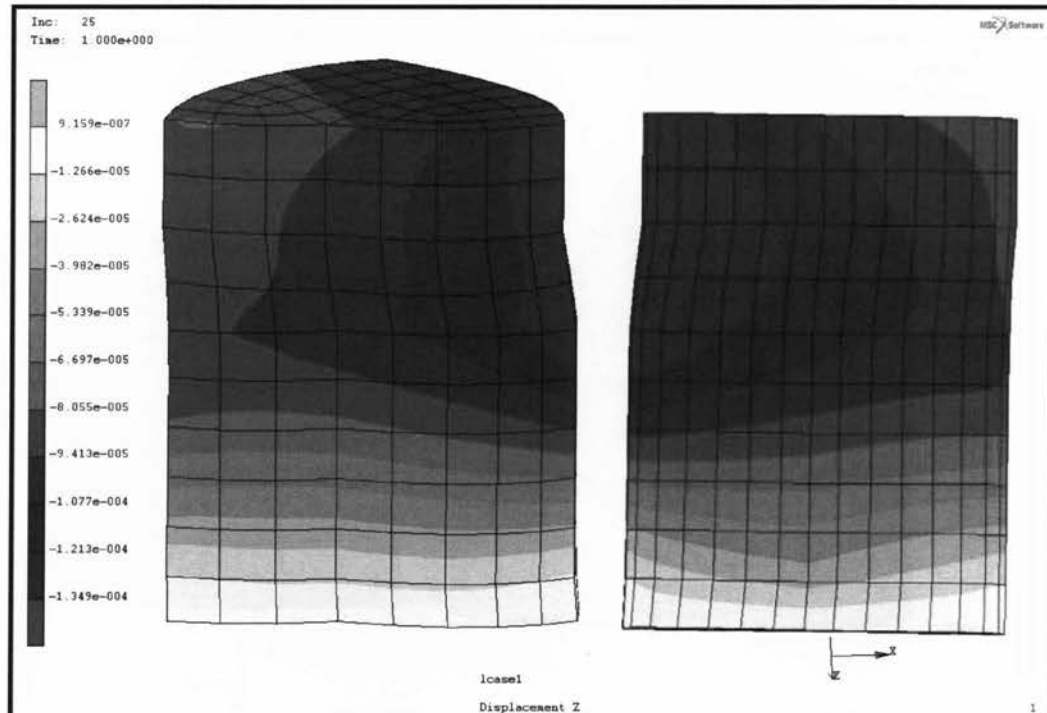 Inc: 25
Time: 1.000e+000
MSC Software
9.159e-007
-1.266e-005
-2.624e-005
-3.982e-005
-5.339e-005
-6.697e-005
-8.055e-005
-9.413e-005
-1.077e-004
-1.213e-004
-1.349e-004
X
Z
lcase1
Displacement Z
1